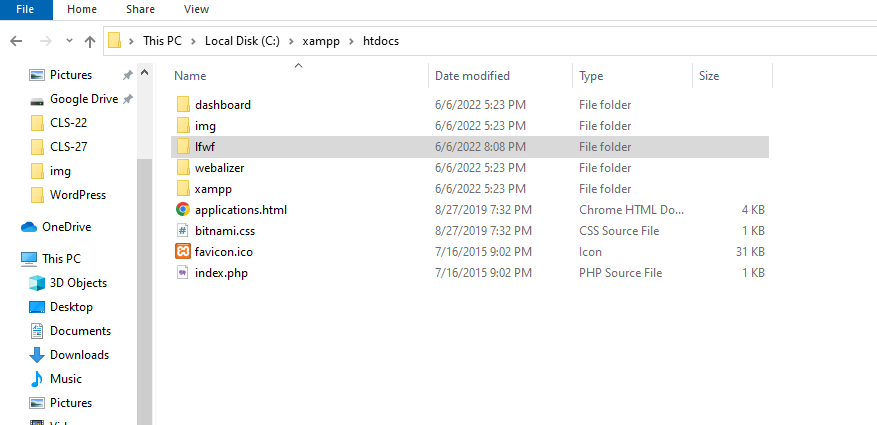 File Home Share View
This PC > Local Disk (C:) > xampp > htdocs
Name Date modified Type Size
Pictures
Google Drive
CLS-22
CLS-27
img
WordPress
OneDrive
This PC
3D Objects
Desktop
Documents
Downloads
Music
Pictures
dashboard 6/6/2022 5:23 PM File folder
img 6/6/2022 5:23 PM File folder
lfwf 6/6/2022 8:08 PM File folder
webalizer 6/6/2022 5:23 PM File folder
xampp 6/6/2022 5:23 PM File folder
applications.html 8/27/2019 7:32 PM Chrome HTML Do... 4 KB
bitnami.css 8/27/2019 7:32 PM CSS Source File 1 KB
favicon.ico 7/16/2015 9:02 PM Icon 31 KB
index.php 7/16/2015 9:02 PM PHP Source File 1 KB